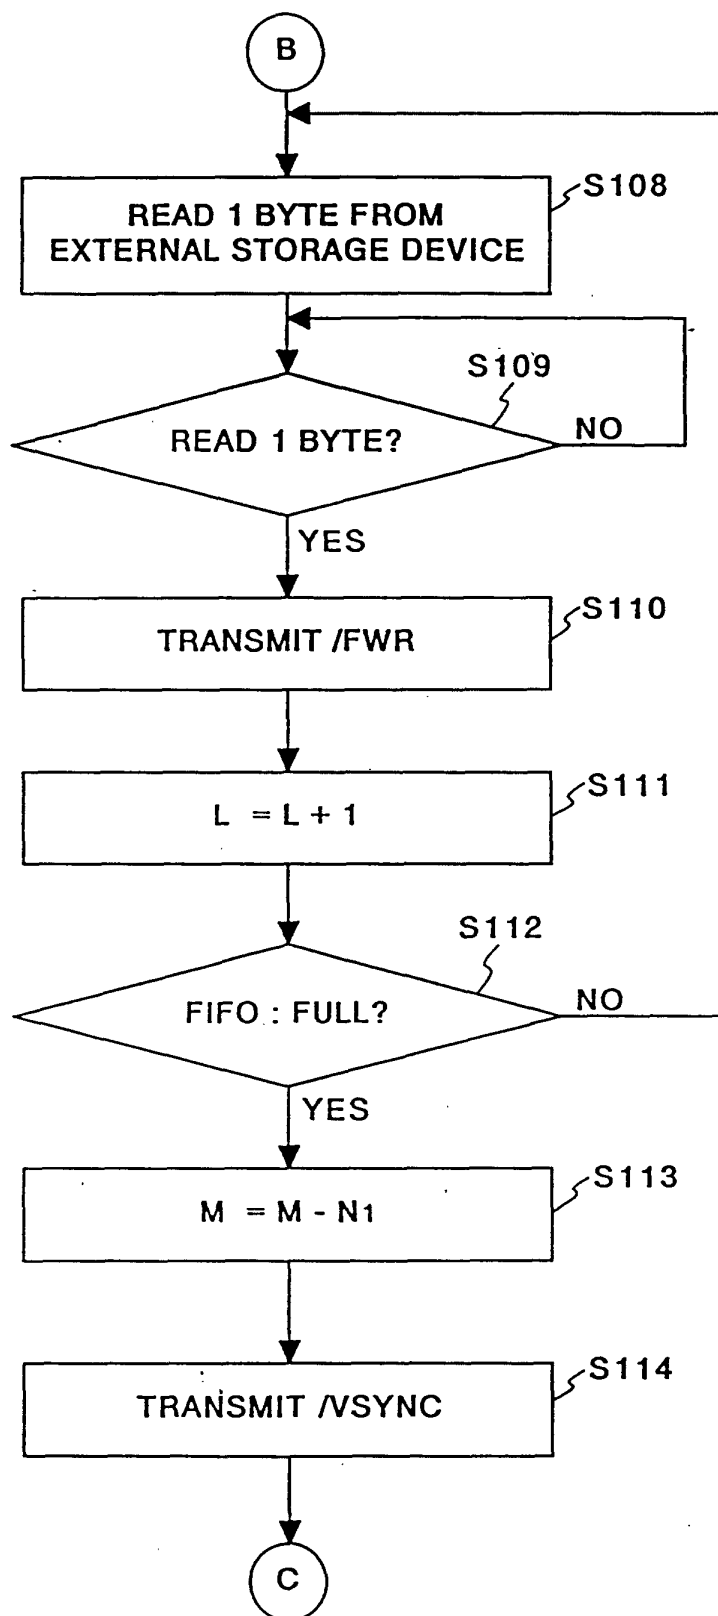 B
S108
READ 1 BYTE FROM
EXTERNAL STORAGE DEVICE
S109
READ 1 BYTE?
NO
YES
S110
TRANSMIT /FWR
S111
L = L + 1
S112
FIFO : FULL?
NO
YES
S113
M = M - N1
S114
TRANSMIT /VSYNC
C